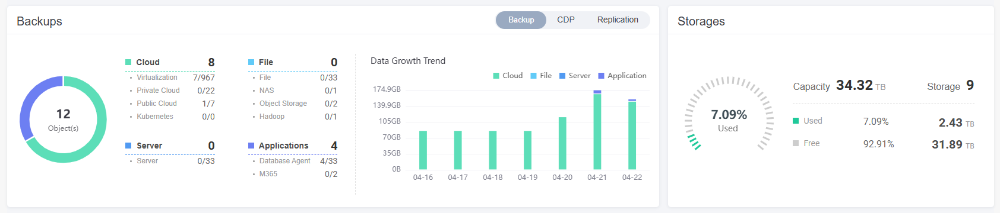 Backups
Backup CDP Replication
12
Object(s)
Cloud 8
Virtualization 7/967
Private Cloud 0/22
Public Cloud 1/7
Kubernetes 0/0
File 0
File 0/33
NAS 0/1
Object Storage 0/2
Hadoop 0/1
Server 0
Server 0/33
Applications 4
Database Agent 4/33
M365 0/2
Data Growth Trend
Cloud File Server Application
174.9GB
139.9GB
105GB
70GB
35GB
0B
04-16 04-17 04-18 04-19 04-20 04-21 04-22
Storages
7.09%
Used
Capacity 34.32 TB Storage 9
Used 7.09% 2.43 TB
Free 92.91% 31.89 TB